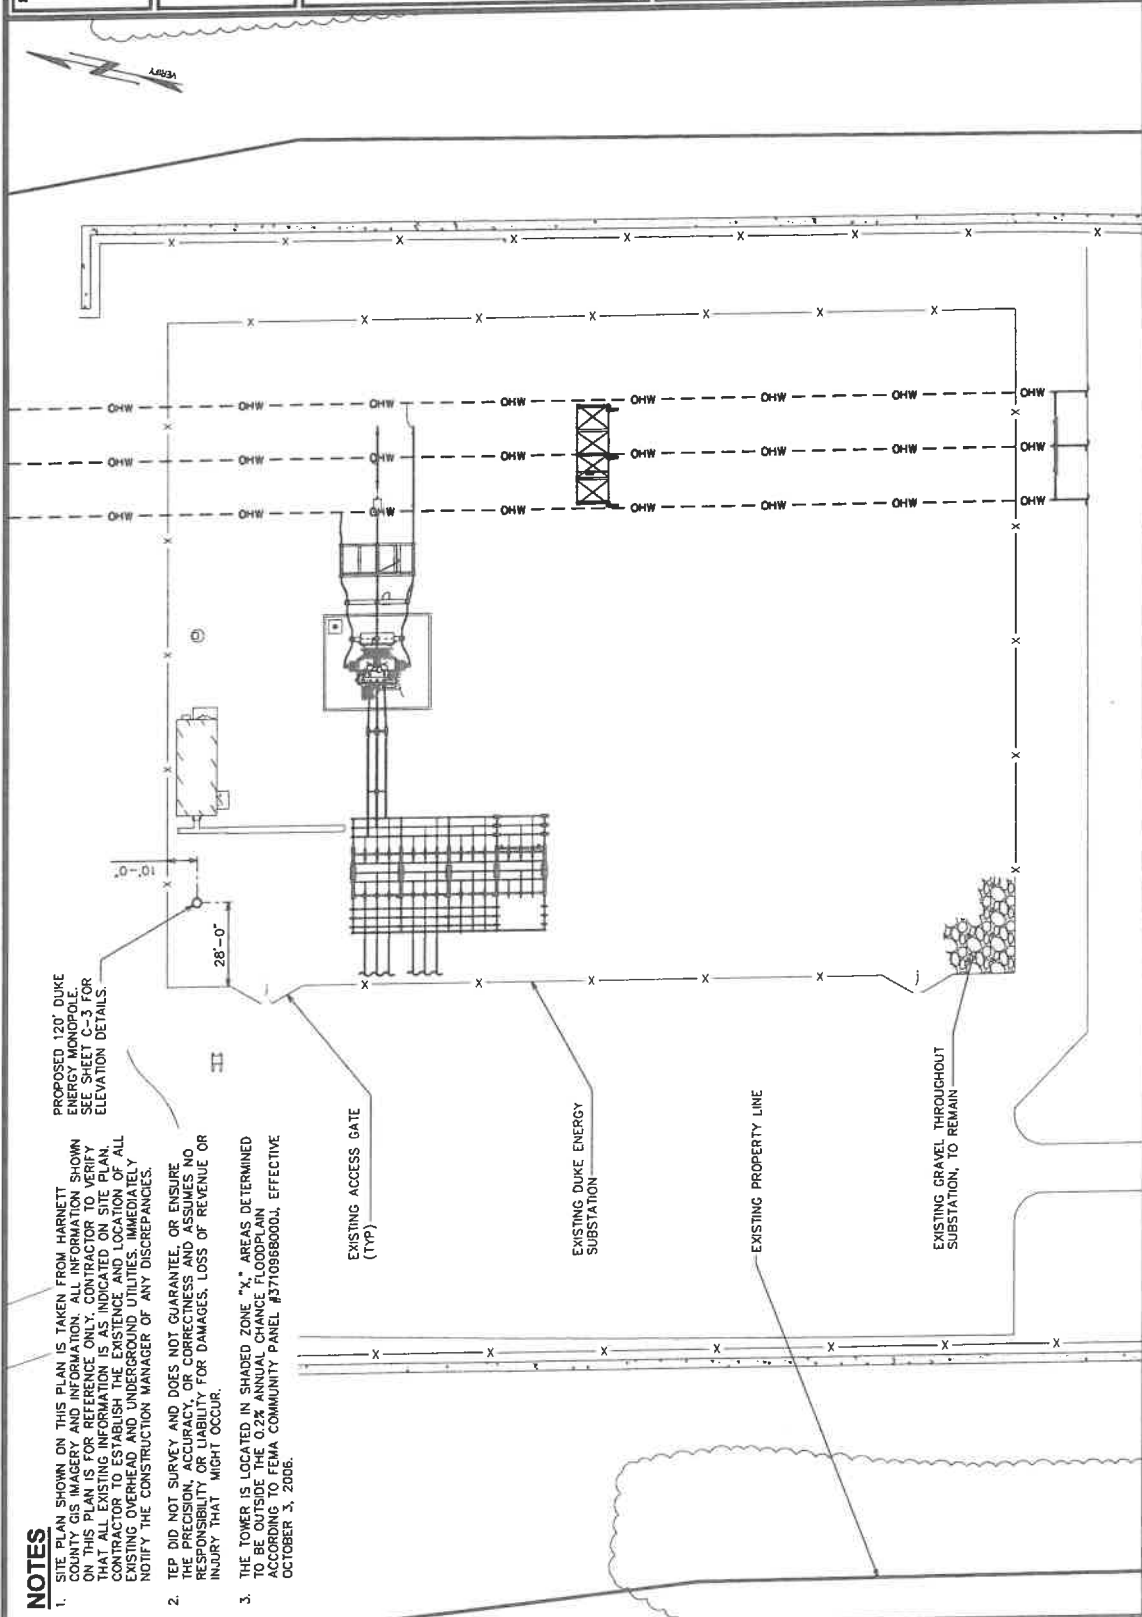 NOTES
1. SITE PLAN SHOWN ON THIS PLAN IS TAKEN FROM HARNETT
COUNTY GIS IMAGERY AND INFORMATION. ALL INFORMATION SHOWN
ON THIS PLAN IS FOR REFERENCE ONLY. CONTRACTOR TO VERIFY
THAT ALL EXISTING INFORMATION IS AS INDICATED ON SITE PLAN.
CONTRACTOR TO ESTABLISH THE EXISTENCE AND LOCATION OF ALL
EXISTING OVERHEAD AND UNDERGROUND UTILITIES. IMMEDIATELY
NOTIFY THE CONSTRUCTION MANAGER OF ANY DISCREPANCIES.
2. TEP DID NOT SURVEY AND DOES NOT GUARANTEE, OR ENSURE
THE PRECISION, ACCURACY, OR CORRECTNESS AND ASSUMES NO
RESPONSIBILITY OR LIABILITY FOR DAMAGES, LOSS OF REVENUE OR
INJURY THAT MIGHT OCCUR.
3. THE TOWER IS LOCATED IN SHADED ZONE "X," AREAS DETERMINED
TO BE OUTSIDE THE 0.2% ANNUAL CHANCE FLOODPLAIN
ACCORDING TO FEMA COMMUNITY PANEL #3710968000J, EFFECTIVE
OCTOBER 3, 2006.
PROPOSED 120' DUKE
ENERGY MONOPOLE.
SEE SHEET C-3 FOR
ELEVATION DETAILS.
10'-0"
28'-0"
VERIFY
EXISTING ACCESS GATE
(TYP)
EXISTING DUKE ENERGY
SUBSTATION
EXISTING PROPERTY LINE
EXISTING GRAVEL THROUGHOUT
SUBSTATION, TO REMAIN
OHW OHW OHW OHW OHW OHW OHW OHW
OHW OHW OHW OHW OHW OHW OHW OHW
OHW OHW OHW OHW OHW OHW OHW OHW